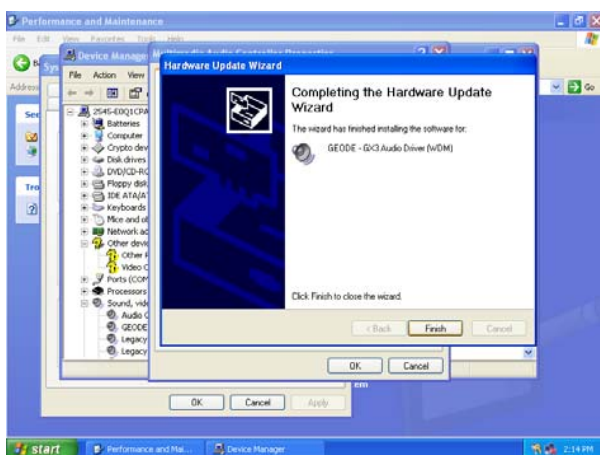 Performance and Maintenance
File Edit View Favorites Tools Help
Address
Go
Device Manage
File Action View
2545-E0Q1CPA
Batteries
Computer
Crypto dev
Disk drives
DVD/CD-RO
Floppy disk
IDE ATA/A
Keyboards
Mice and ot
Network ad
Other devi
Other P
Video C
Ports (COM
Processors
Sound, vide
Audio C
GEODE
Legacy
Legacy
Hardware Update Wizard
Completing the Hardware Update
Wizard
The wizard has finished installing the software for:
GEODE - GX3 Audio Driver (WDM)
Click Finish to close the wizard.
< Back Finish Cancel
OK Cancel
OK Cancel Apply
start Performance and Mai... Device Manager 2:14 PM